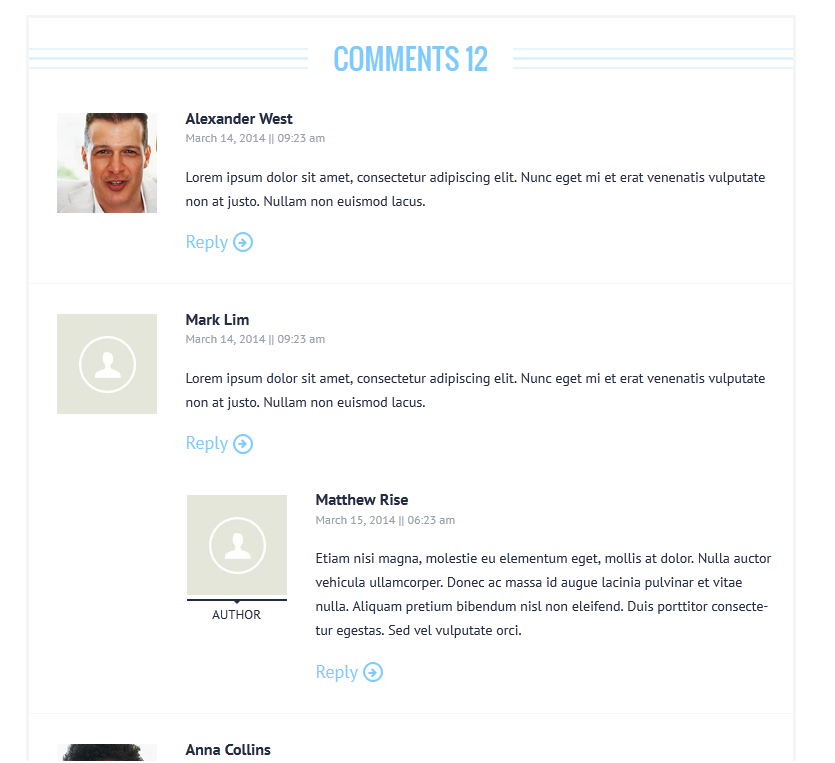 COMMENTS 12
Alexander West
March 14, 2014 || 09:23 am
Lorem ipsum dolor sit amet, consectetur adipiscing elit. Nunc eget mi et erat venenatis vulputate
non at justo. Nullam non euismod lacus.
Reply
Mark Lim
March 14, 2014 || 09:23 am
Lorem ipsum dolor sit amet, consectetur adipiscing elit. Nunc eget mi et erat venenatis vulputate
non at justo. Nullam non euismod lacus.
Reply
Matthew Rise
March 15, 2014 || 06:23 am
Etiam nisi magna, molestie eu elementum eget, mollis at dolor. Nulla auctor
vehicula ullamcorper. Donec ac massa id augue lacinia pulvinar et vitae
nulla. Aliquam pretium bibendum nisl non eleifend. Duis porttitor consecte-
tur egestas. Sed vel vulputate orci.
AUTHOR
Reply
Anna Collins